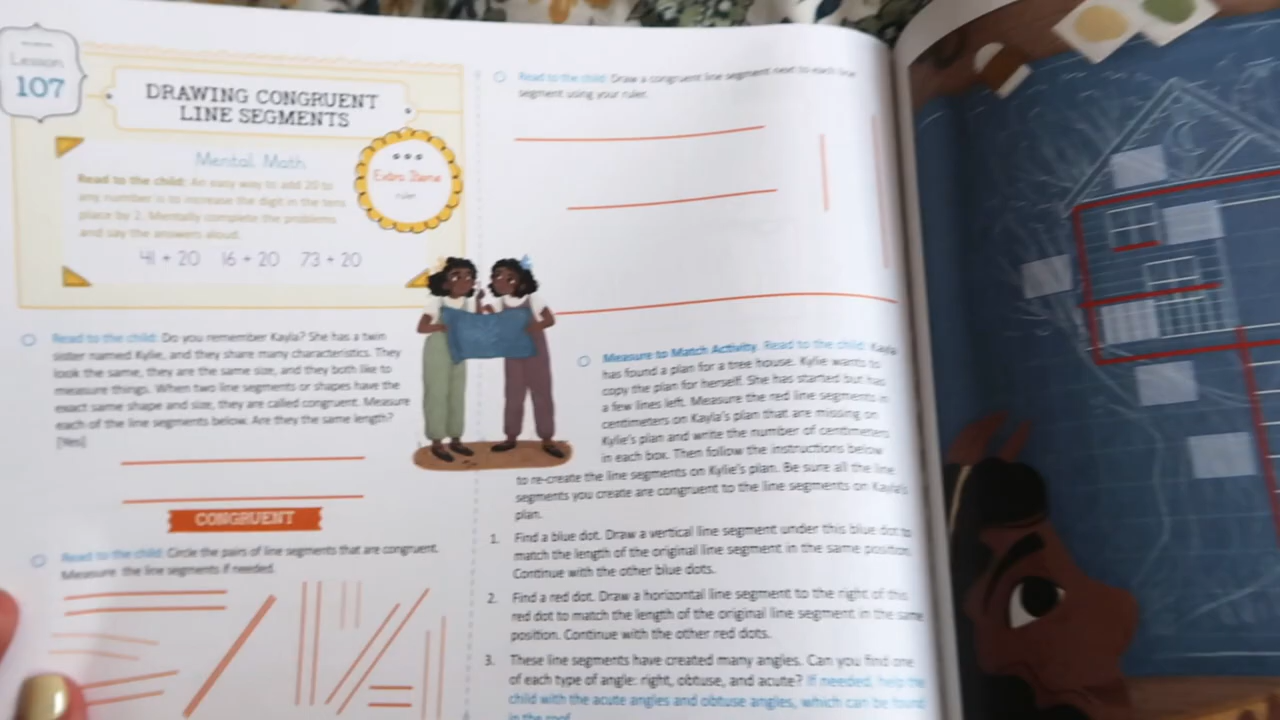 Lesson
107
DRAWING CONGRUENT
LINE SEGMENTS
Mental Math
Read to the child: An easy way to add 20 to
any number is to increase the digit in the tens
place by 2. Mentally complete the problems
and say the answers aloud.
41 + 20 16 + 20 73 + 20
Extra Items
ruler
Read to the child: Do you remember Kayla? She has a twin
sister named Kylie, and they share many characteristics. They
look the same, they are the same size, and they both like to
measure things. When two line segments or shapes have the
exact same shape and size, they are called congruent. Measure
each of the line segments below. Are they the same length?
[Yes]
CONGRUENT
Read to the child: Circle the pairs of line segments that are congruent.
Measure the line segments if needed.
Read to the child: Draw a congruent line segment next to each line
segment using your ruler.
Measure to Match Activity. Read to the child: Kayla
has found a plan for a tree house. Kylie wants to
copy the plan for herself. She has started but has
a few lines left. Measure the red line segments in
centimeters on Kayla's plan that are missing on
Kylie's plan and write the number of centimeters
in each box. Then follow the instructions below
to re-create the line segments on Kylie's plan. Be sure all the line
segments you create are congruent to the line segments on Kayla's
plan.
1. Find a blue dot. Draw a vertical line segment under this blue dot to
match the length of the original line segment in the same position.
Continue with the other blue dots.
2. Find a red dot. Draw a horizontal line segment to the right of this
red dot to match the length of the original line segment in the same
position. Continue with the other red dots.
3. These line segments have created many angles. Can you find one
of each type of angle: right, obtuse, and acute? If needed, help the
child with the acute angles and obtuse angles, which can be found
in the roof.